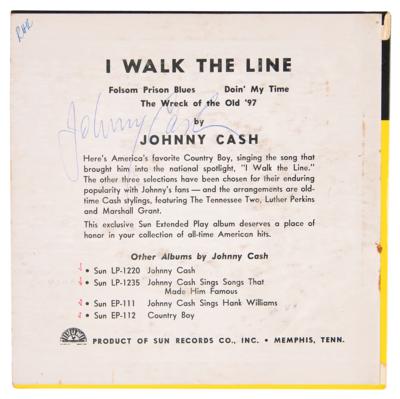 RHR
I WALK THE LINE
Folsom Prison Blues Doin' My Time
The Wreck of the Old '97
by
Johnny Cash
JOHNNY CASH
Here's America's favorite Country Boy, singing the song that
brought him into the national spotlight, "I Walk the Line."
The other three selections have been chosen for their enduring
popularity with Johnny's fans — and the arrangements are old-
time Cash stylings, featuring The Tennessee Two, Luther Perkins
and Marshall Grant.
This exclusive Sun Extended Play album deserves a place of
honor in your collection of all-time American hits.
Other Albums by Johnny Cash
• Sun LP-1220 Johnny Cash
• Sun LP-1235 Johnny Cash Sings Songs That
Made Him Famous
• Sun EP-111 Johnny Cash Sings Hank Williams
• Sun EP-112 Country Boy
PRODUCT OF SUN RECORDS CO., INC. • MEMPHIS, TENN.